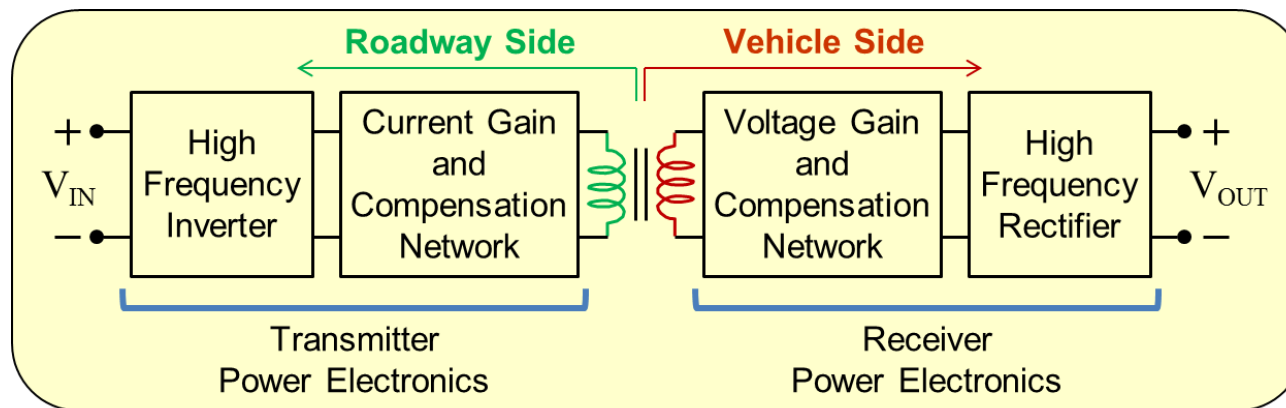 Roadway Side
Vehicle Side
+
V_IN
−
High
Frequency
Inverter
Current Gain
and
Compensation
Network
Voltage Gain
and
Compensation
Network
High
Frequency
Rectifier
+
V_OUT
−
Transmitter
Power Electronics
Receiver
Power Electronics